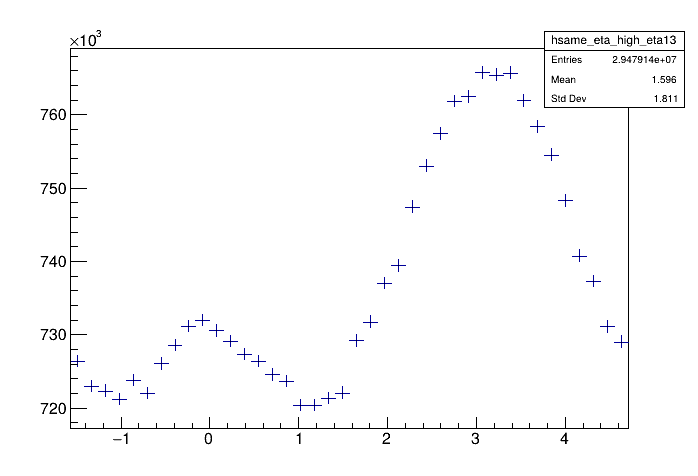 ×10³
hsame_eta_high_eta13
Entries 2.947914e+07
Mean 1.596
Std Dev 1.811
760
750
740
730
720
−1 0 1 2 3 4